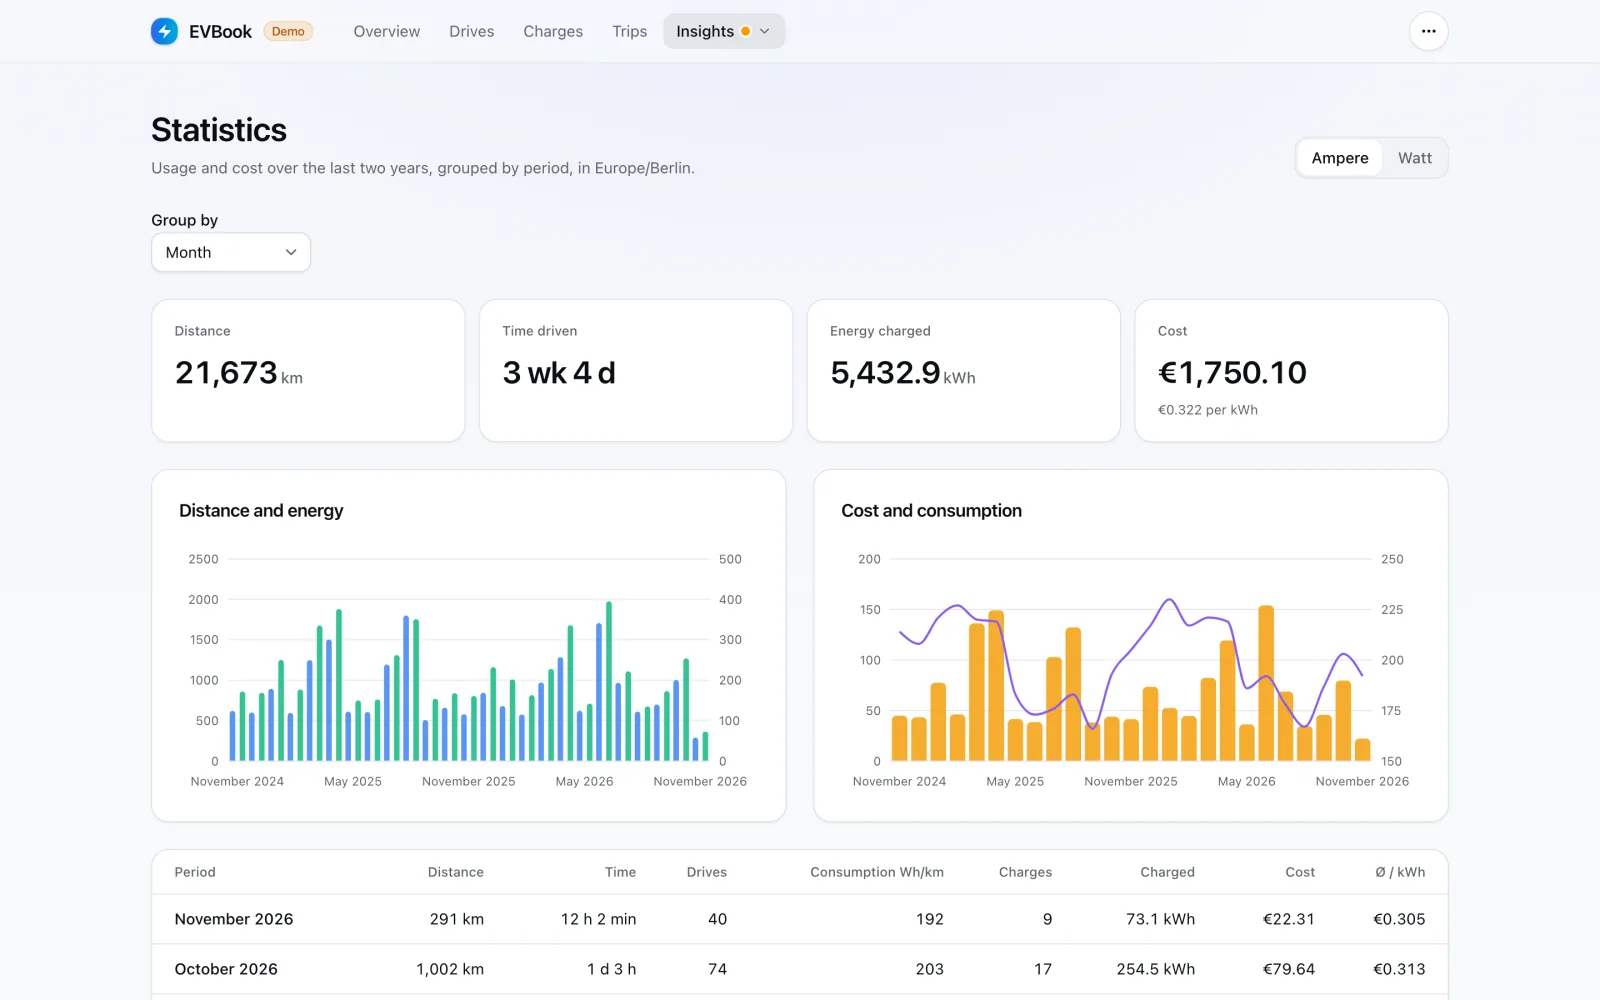 EVBook Demo Overview Drives Charges Trips Insights
Statistics
Usage and cost over the last two years, grouped by period, in Europe/Berlin.
Ampere Watt
Group by
Month
Distance
21,673 km
Time driven
3 wk 4 d
Energy charged
5,432.9 kWh
Cost
€1,750.10
€0.322 per kWh
Distance and energy
2500 500
2000 400
1500 300
1000 200
500 100
0 0
November 2024 May 2025 November 2025 May 2026 November 2026
Cost and consumption
200 250
150 225
100 200
50 175
0 150
November 2024 May 2025 November 2025 May 2026 November 2026
Period Distance Time Drives Consumption Wh/km Charges Charged Cost Ø / kWh
November 2026 291 km 12 h 2 min 40 192 9 73.1 kWh €22.31 €0.305
October 2026 1,002 km 1 d 3 h 74 203 17 254.5 kWh €79.64 €0.313